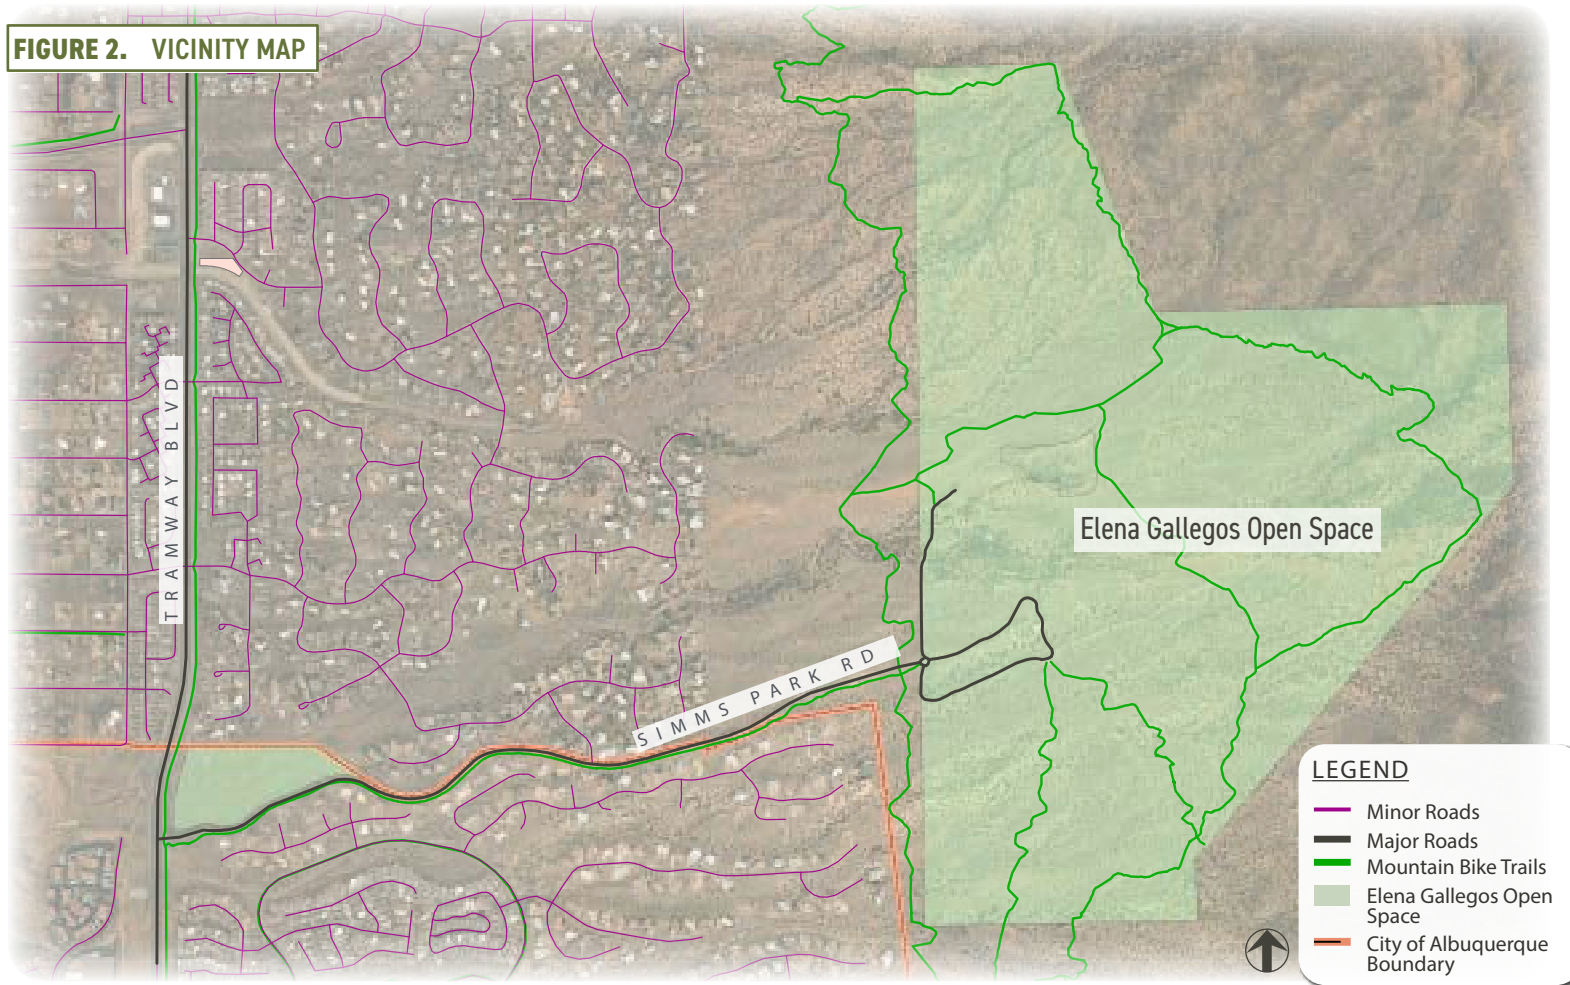 FIGURE 2. VICINITY MAP
TRAMWAY BLVD
Elena Gallegos Open Space
SIMMS PARK RD
LEGEND
Minor Roads
Major Roads
Mountain Bike Trails
Elena Gallegos Open
Space
City of Albuquerque
Boundary